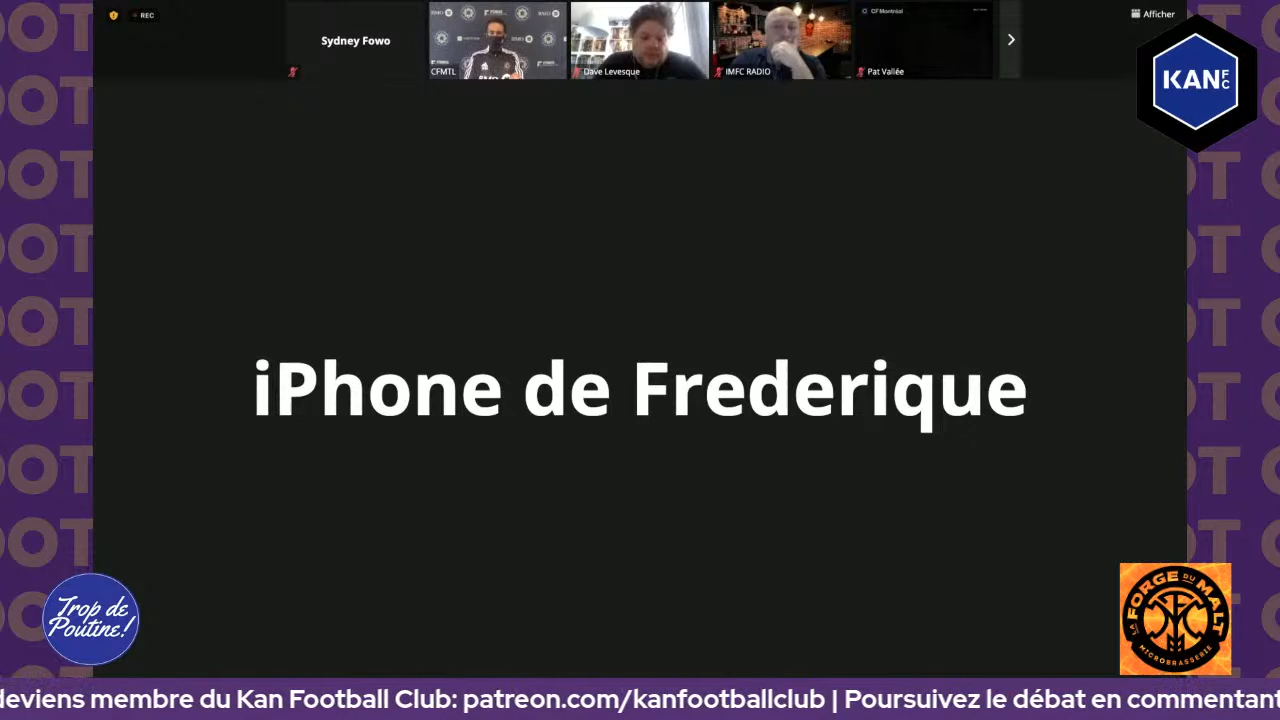 REC
Sydney Fowo
CFMTL
Dave Levesque
IMFC RADIO
CF Montréal
Pat Vallée
Afficher
KAN FC
iPhone de Frederique
Trop de
Poutine!
LA FORGE DU MALT
MICROBRASSERIE
deviens membre du Kan Football Club: patreon.com/kanfootballclub | Poursuivez le débat en commentant